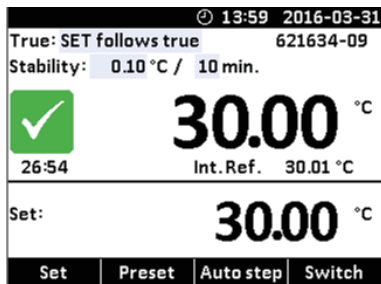 13:59 2016-03-31
True: SET follows true 621634-09
Stability: 0.10 °C / 10 min.
30.00 °C
26:54 Int. Ref. 30.01 °C
Set: 30.00 °C
Set Preset Auto step Switch